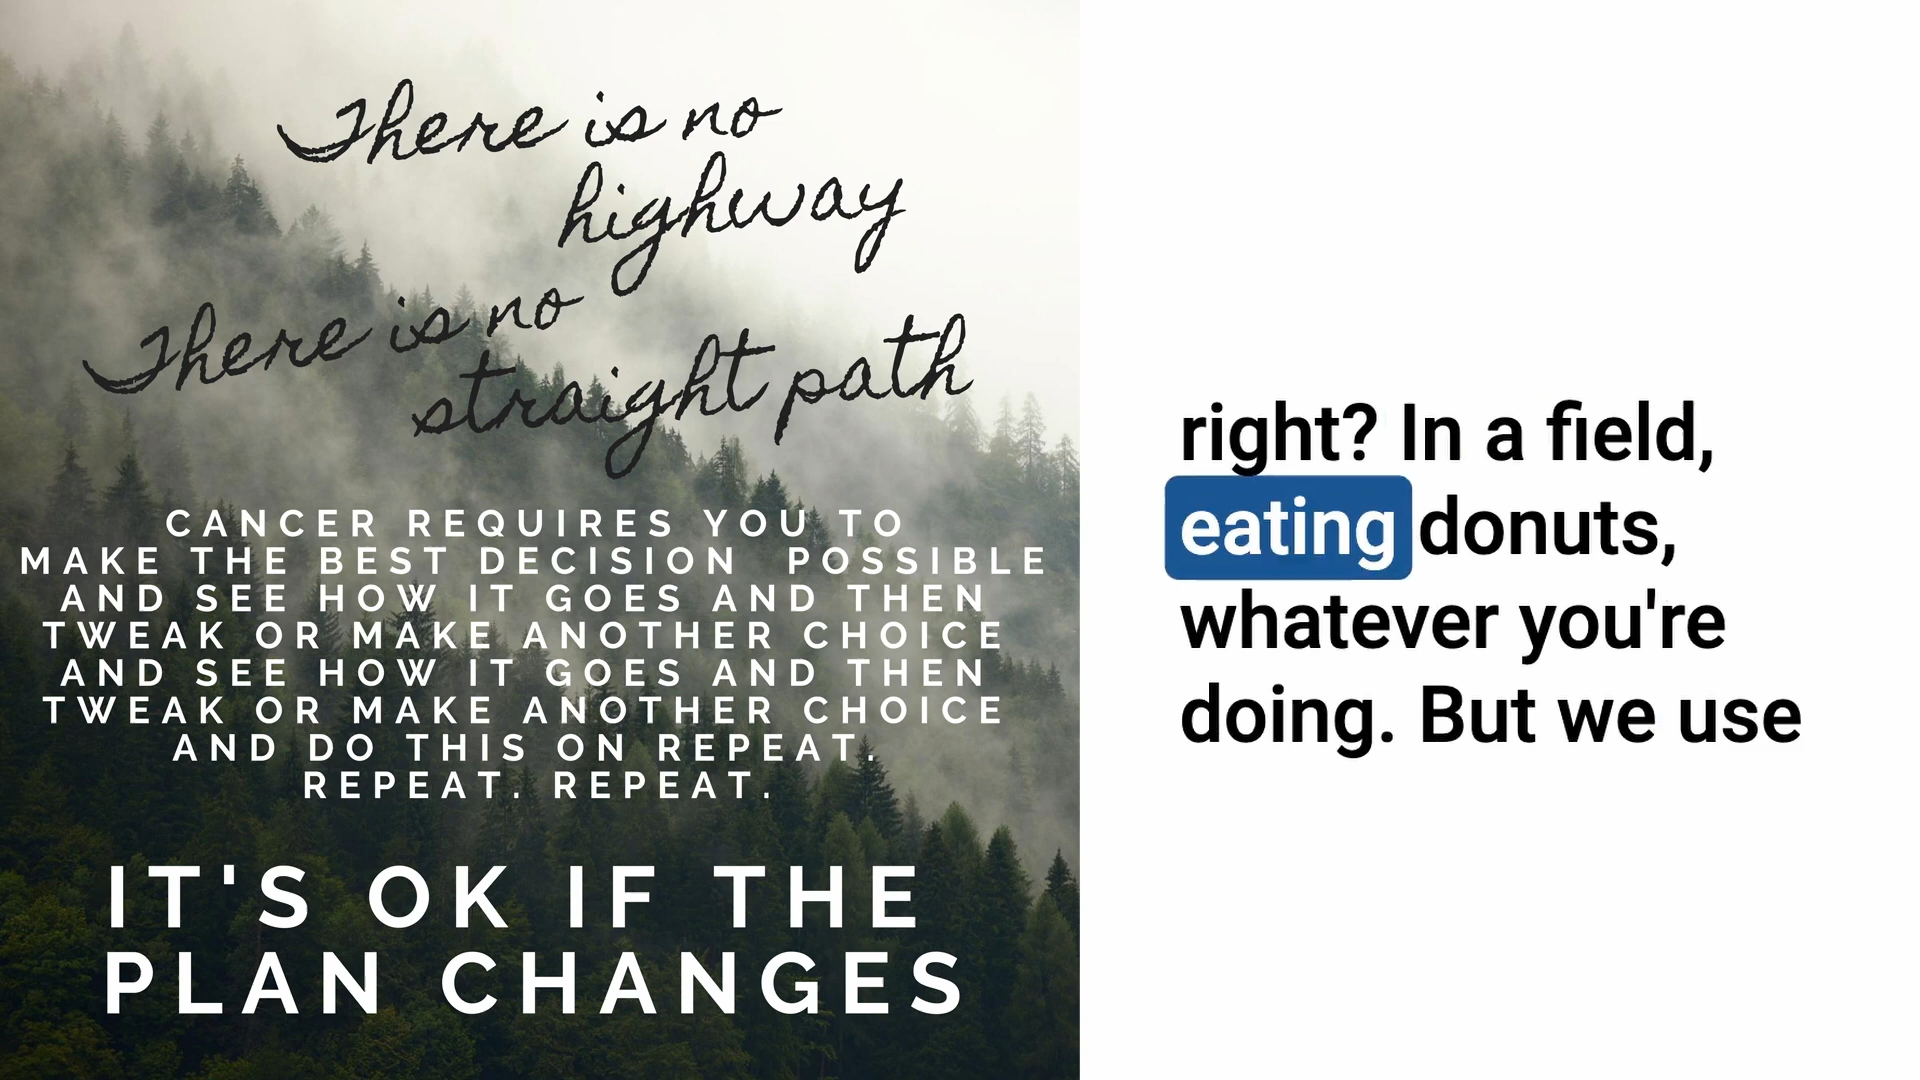 There is no
highway
There is no
straight path
CANCER REQUIRES YOU TO
MAKE THE BEST DECISION POSSIBLE
AND SEE HOW IT GOES AND THEN
TWEAK OR MAKE ANOTHER CHOICE
AND SEE HOW IT GOES AND THEN
TWEAK OR MAKE ANOTHER CHOICE
AND DO THIS ON REPEAT.
REPEAT. REPEAT.
IT'S OK IF THE
PLAN CHANGES
right? In a field,
eating donuts,
whatever you're
doing. But we use